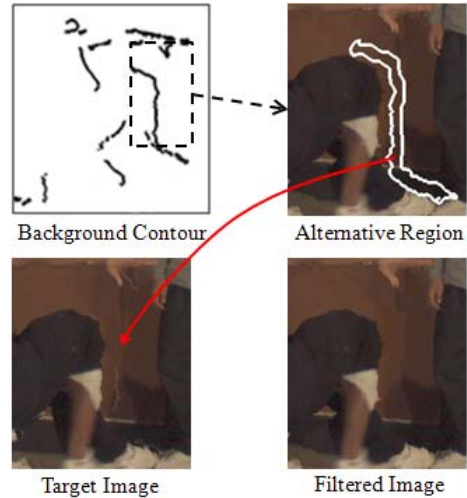 Background Contour
Alternative Region
Target Image
Filtered Image